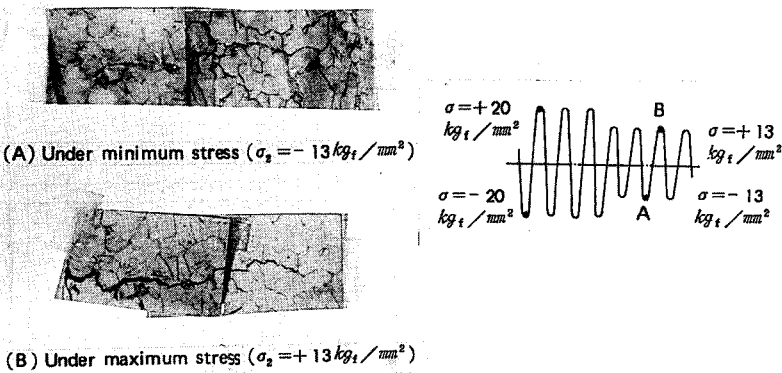 (A) Under minimum stress (σ₂ =− 13 kgf ／mm²)
(B) Under maximum stress (σ₂ =+ 13 kgf ／mm²)
σ=+20
kgf ／mm²
B
σ=+ 13
kgf ／mm²
σ=− 20
kgf ／mm²
A
σ=− 13
kgf ／mm²